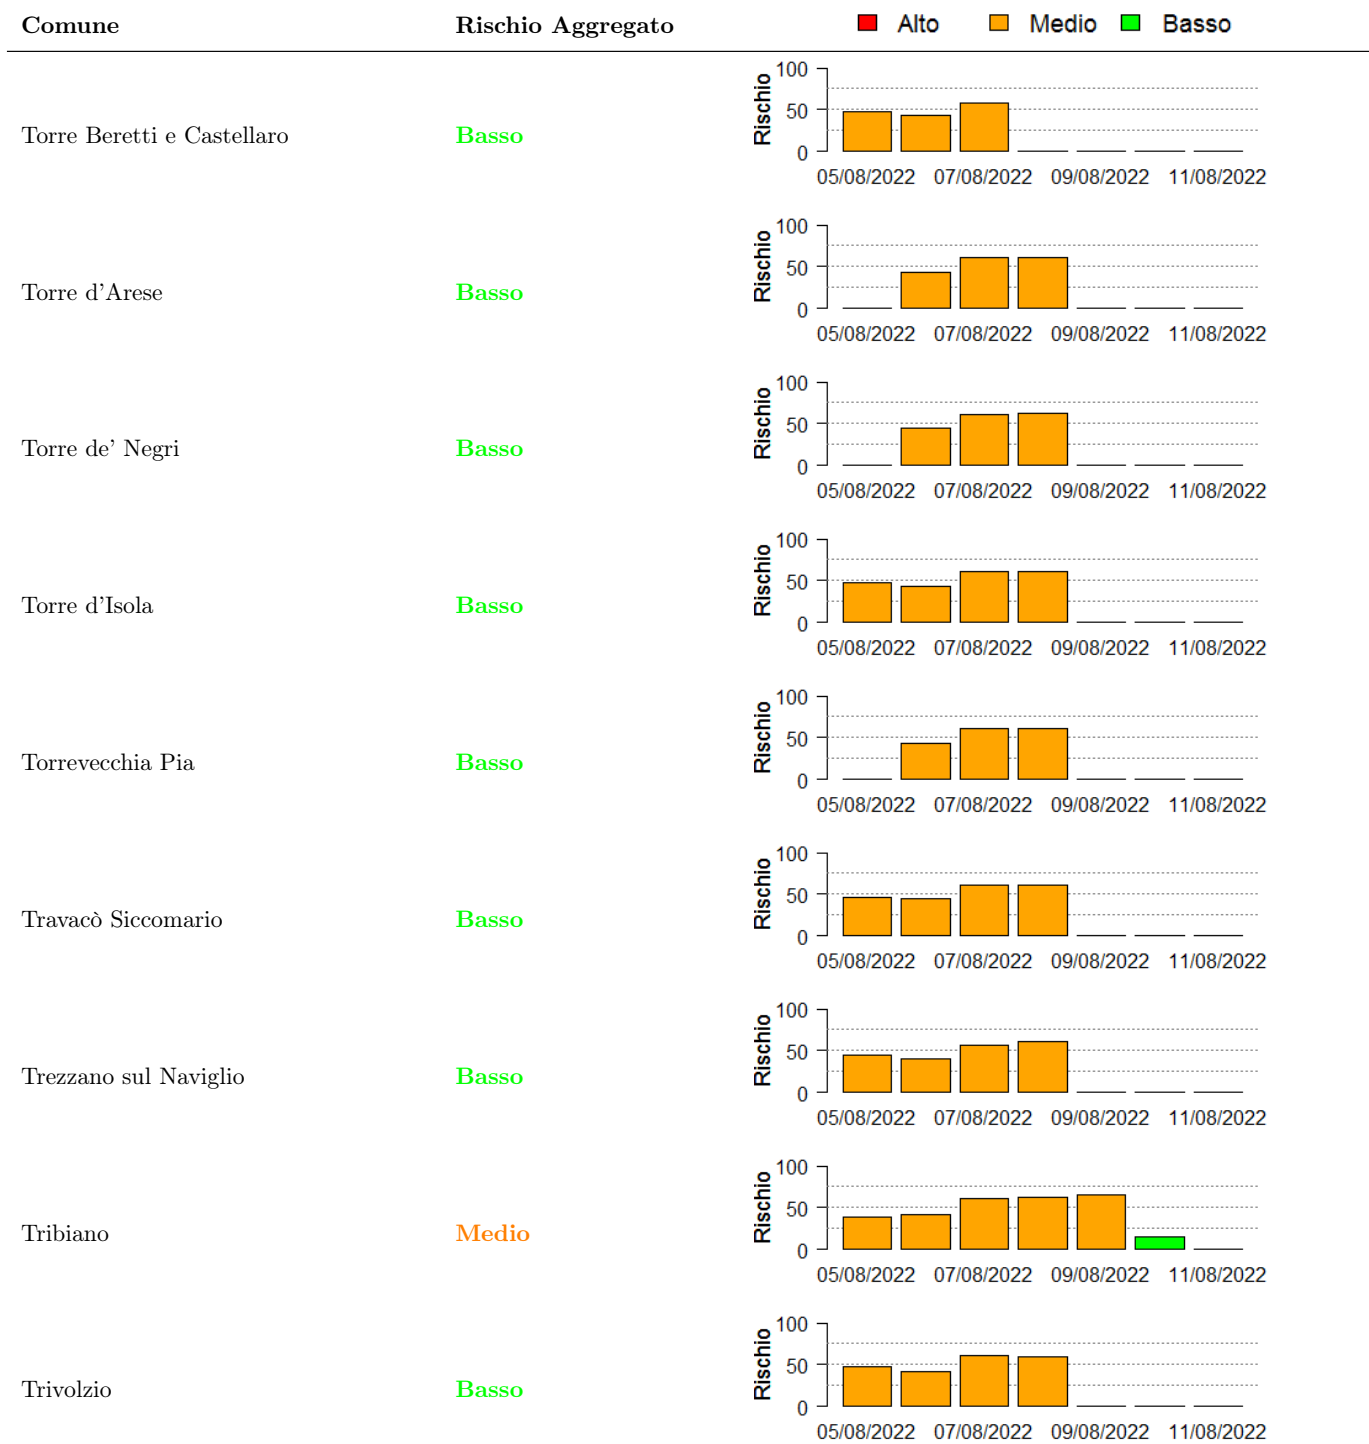 Comune Rischio Aggregato Alto Medio Basso
Torre Beretti e Castellaro Basso
Rischio
100
50
0
05/08/2022 07/08/2022 09/08/2022 11/08/2022
Torre d'Arese Basso
Rischio
100
50
0
05/08/2022 07/08/2022 09/08/2022 11/08/2022
Torre de' Negri Basso
Rischio
100
50
0
05/08/2022 07/08/2022 09/08/2022 11/08/2022
Torre d'Isola Basso
Rischio
100
50
0
05/08/2022 07/08/2022 09/08/2022 11/08/2022
Torrevecchia Pia Basso
Rischio
100
50
0
05/08/2022 07/08/2022 09/08/2022 11/08/2022
Travacò Siccomario Basso
Rischio
100
50
0
05/08/2022 07/08/2022 09/08/2022 11/08/2022
Trezzano sul Naviglio Basso
Rischio
100
50
0
05/08/2022 07/08/2022 09/08/2022 11/08/2022
Tribiano Medio
Rischio
100
50
0
05/08/2022 07/08/2022 09/08/2022 11/08/2022
Trivolzio Basso
Rischio
100
50
0
05/08/2022 07/08/2022 09/08/2022 11/08/2022